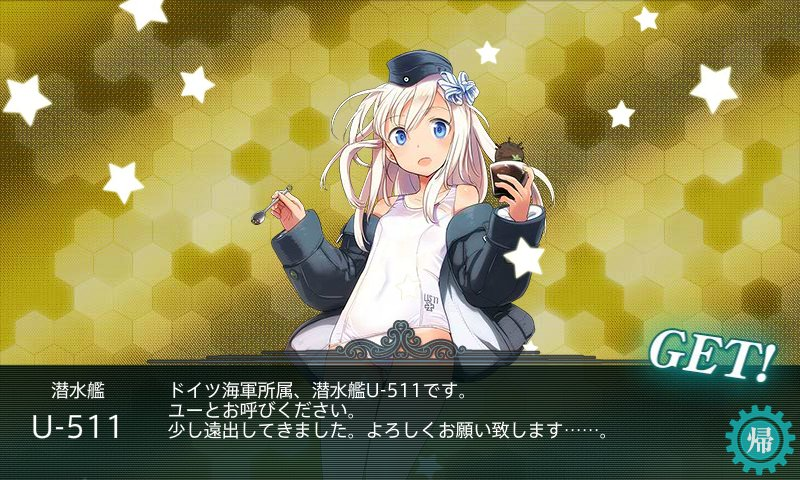 U511
GET!
潜水艦
U-511
ドイツ海軍所属、潜水艦U-511です。
ユーとお呼びください。
少し遠出してきました。よろしくお願い致します……。
帰